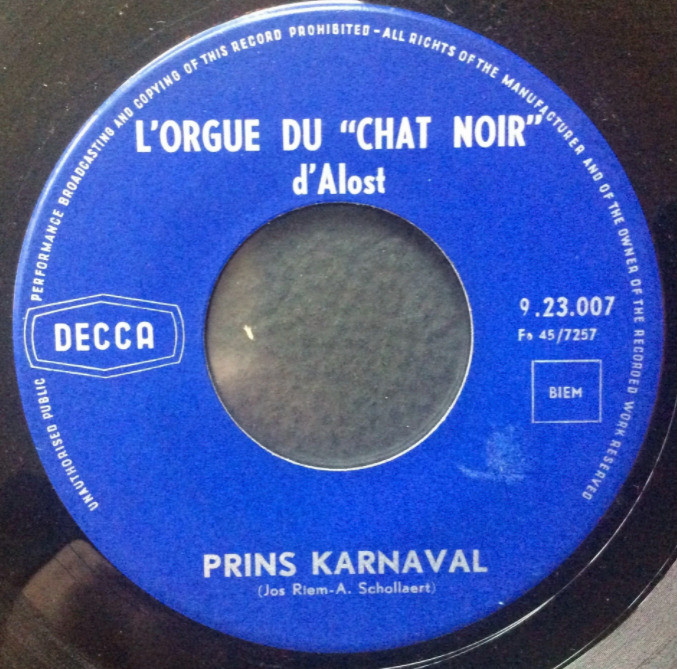 UNAUTHORISED PUBLIC PERFORMANCE BROADCASTING AND COPYING OF THIS RECORD PROHIBITED - ALL RIGHTS OF THE MANUFACTURER AND OF THE OWNER OF THE RECORDED WORK RESERVED
L'ORGUE DU “CHAT NOIR”
d'Alost
DECCA
9.23.007
Fo 45/7257
BIEM
PRINS KARNAVAL
(Jos Riem-A. Schollaert)